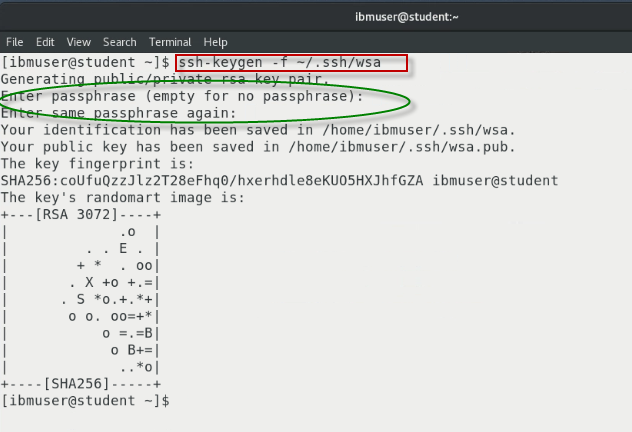 ibmuser@student:~
File Edit View Search Terminal Help
[ibmuser@student ~]$ ssh-keygen -f ~/.ssh/wsa
Generating public/private rsa key pair.
Enter passphrase (empty for no passphrase):
Enter same passphrase again:
Your identification has been saved in /home/ibmuser/.ssh/wsa.
Your public key has been saved in /home/ibmuser/.ssh/wsa.pub.
The key fingerprint is:
SHA256:coUfuQzzJlz2T28eFhq0/hxerhdle8eKUO5HXJhfGZA ibmuser@student
The key's randomart image is:
+---[RSA 3072]----+
|             .o  |
|         . . E . |
|        + *  . oo|
|       . X +o +.=|
|      . S *o.+.*+|
|       o o. oo=+*|
|           o =.=B|
|            o B+=|
|             ..*o|
+----[SHA256]-----+
[ibmuser@student ~]$